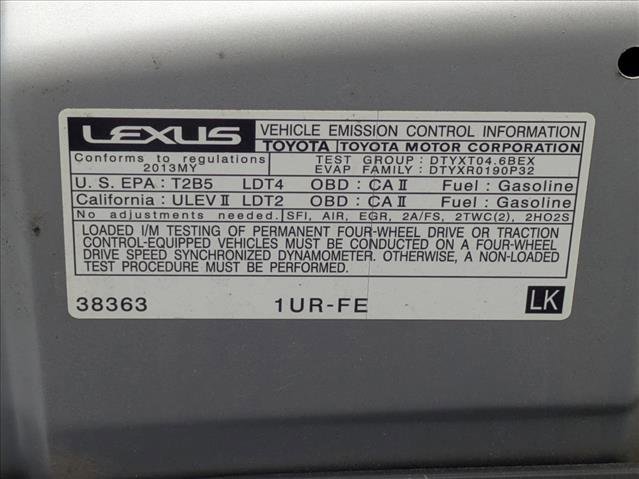 LEXUS VEHICLE EMISSION CONTROL INFORMATION
TOYOTA TOYOTA MOTOR CORPORATION
Conforms to regulations
2013MY
TEST GROUP : DTYXT04.6BEX
EVAP FAMILY : DTYXR0190P32
U.S. EPA : T2B5 LDT4 OBD : CA II Fuel : Gasoline
California : ULEV II LDT2 OBD : CA II Fuel : Gasoline
No adjustments needed. SFI, AIR, EGR, 2A/FS, 2TWC(2), 2HO2S
LOADED I/M TESTING OF PERMANENT FOUR-WHEEL DRIVE OR TRACTION
CONTROL-EQUIPPED VEHICLES MUST BE CONDUCTED ON A FOUR-WHEEL
DRIVE SPEED SYNCHRONIZED DYNAMOMETER. OTHERWISE, A NON-LOADED
TEST PROCEDURE MUST BE PERFORMED.
38363 1UR-FE LK